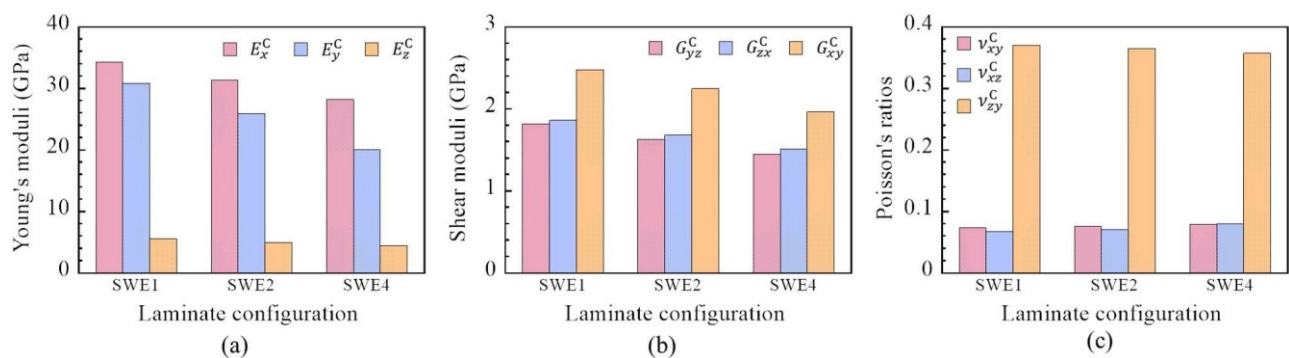 Young's moduli (GPa)
40
30
20
10
0
E_x^C E_y^C E_z^C
SWE1 SWE2 SWE4
Laminate configuration
(a)
Shear moduli (GPa)
3
2
1
0
G_yz^C G_zx^C G_xy^C
SWE1 SWE2 SWE4
Laminate configuration
(b)
Poisson's ratios
0.4
0.3
0.2
0.1
0
ν_xy^C
ν_xz^C
ν_zy^C
SWE1 SWE2 SWE4
Laminate configuration
(c)